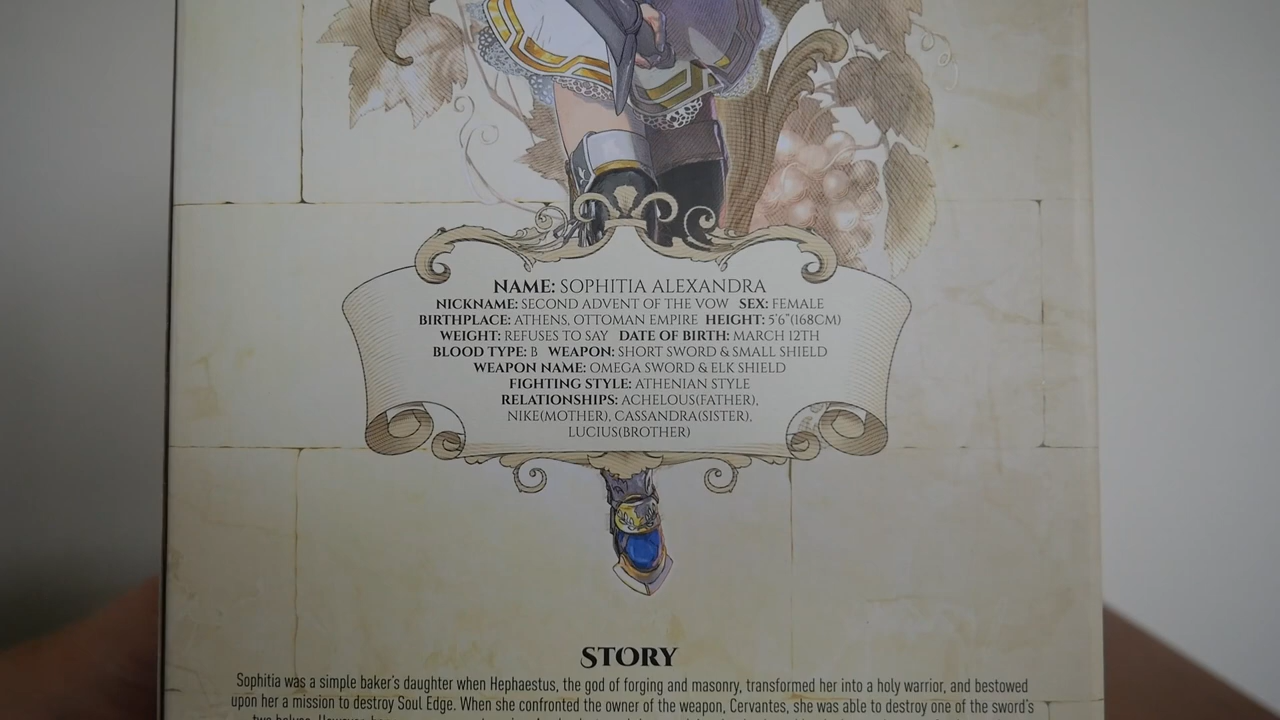 NAME: SOPHITIA ALEXANDRA
NICKNAME: SECOND ADVENT OF THE VOW SEX: FEMALE
BIRTHPLACE: ATHENS, OTTOMAN EMPIRE HEIGHT: 5'6"(168CM)
WEIGHT: REFUSES TO SAY DATE OF BIRTH: MARCH 12TH
BLOOD TYPE: B WEAPON: SHORT SWORD & SMALL SHIELD
WEAPON NAME: OMEGA SWORD & ELK SHIELD
FIGHTING STYLE: ATHENIAN STYLE
RELATIONSHIPS: ACHELOUS(FATHER),
NIKE(MOTHER), CASSANDRA(SISTER),
LUCIUS(BROTHER)
STORY
Sophitia was a simple baker's daughter when Hephaestus, the god of forging and masonry, transformed her into a holy warrior, and bestowed
upon her a mission to destroy Soul Edge. When she confronted the owner of the weapon, Cervantes, she was able to destroy one of the sword's